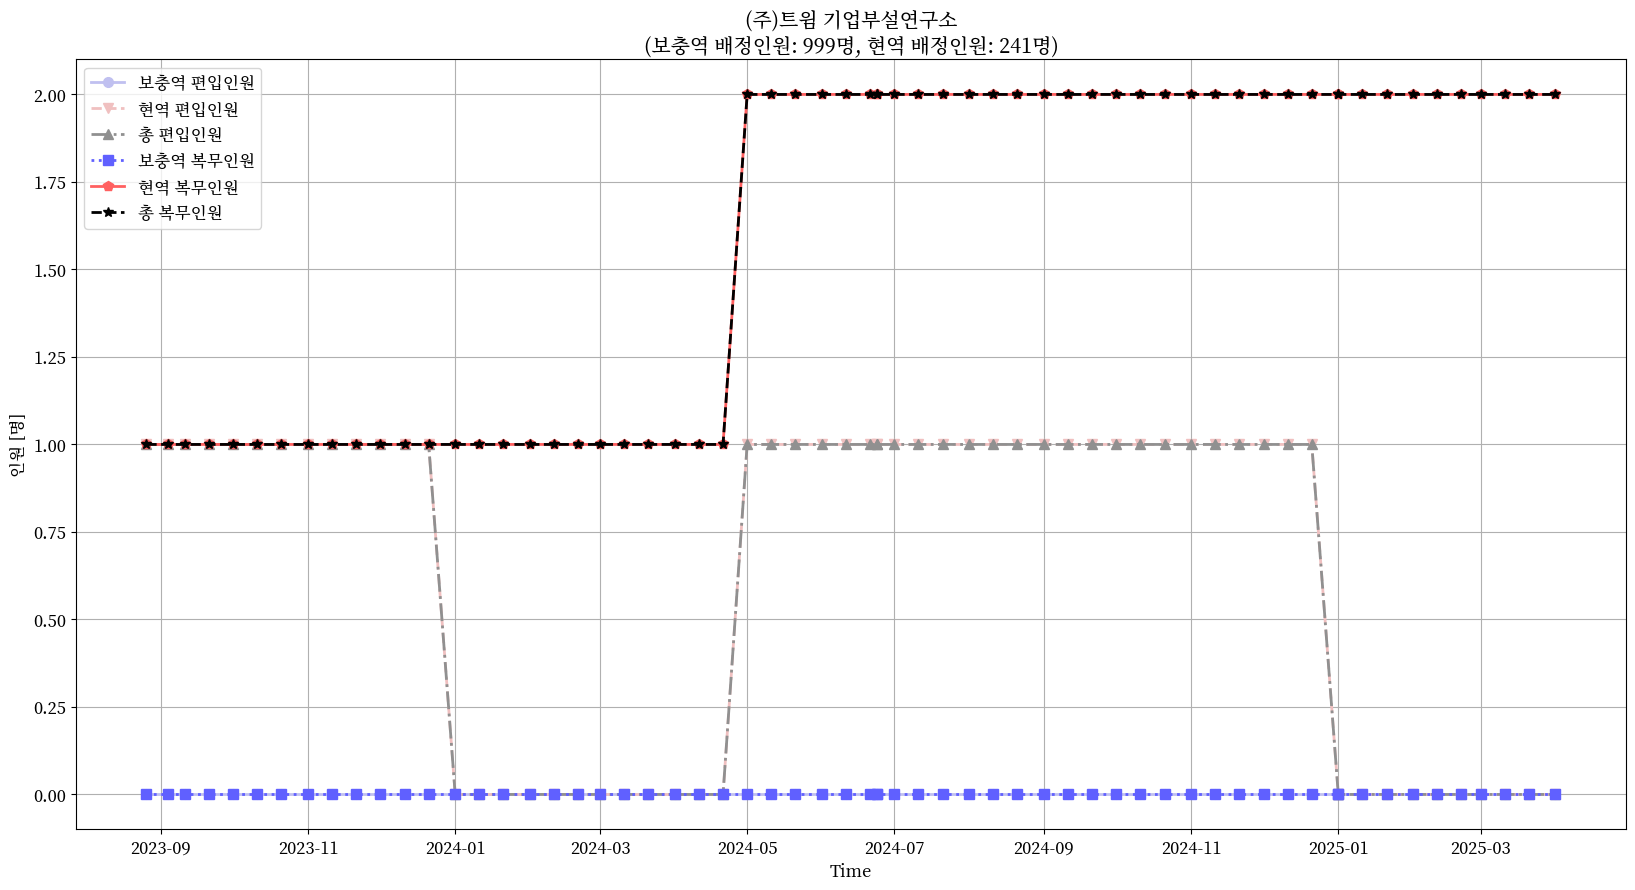 (주)트윔 기업부설연구소
(보충역 배정인원: 999명, 현역 배정인원: 241명)
보충역 편입인원
현역 편입인원
총 편입인원
보충역 복무인원
현역 복무인원
총 복무인원
2.00
1.75
1.50
1.25
1.00
0.75
0.50
0.25
0.00
인원 [명]
2023-09
2023-11
2024-01
2024-03
2024-05
2024-07
2024-09
2024-11
2025-01
2025-03
Time